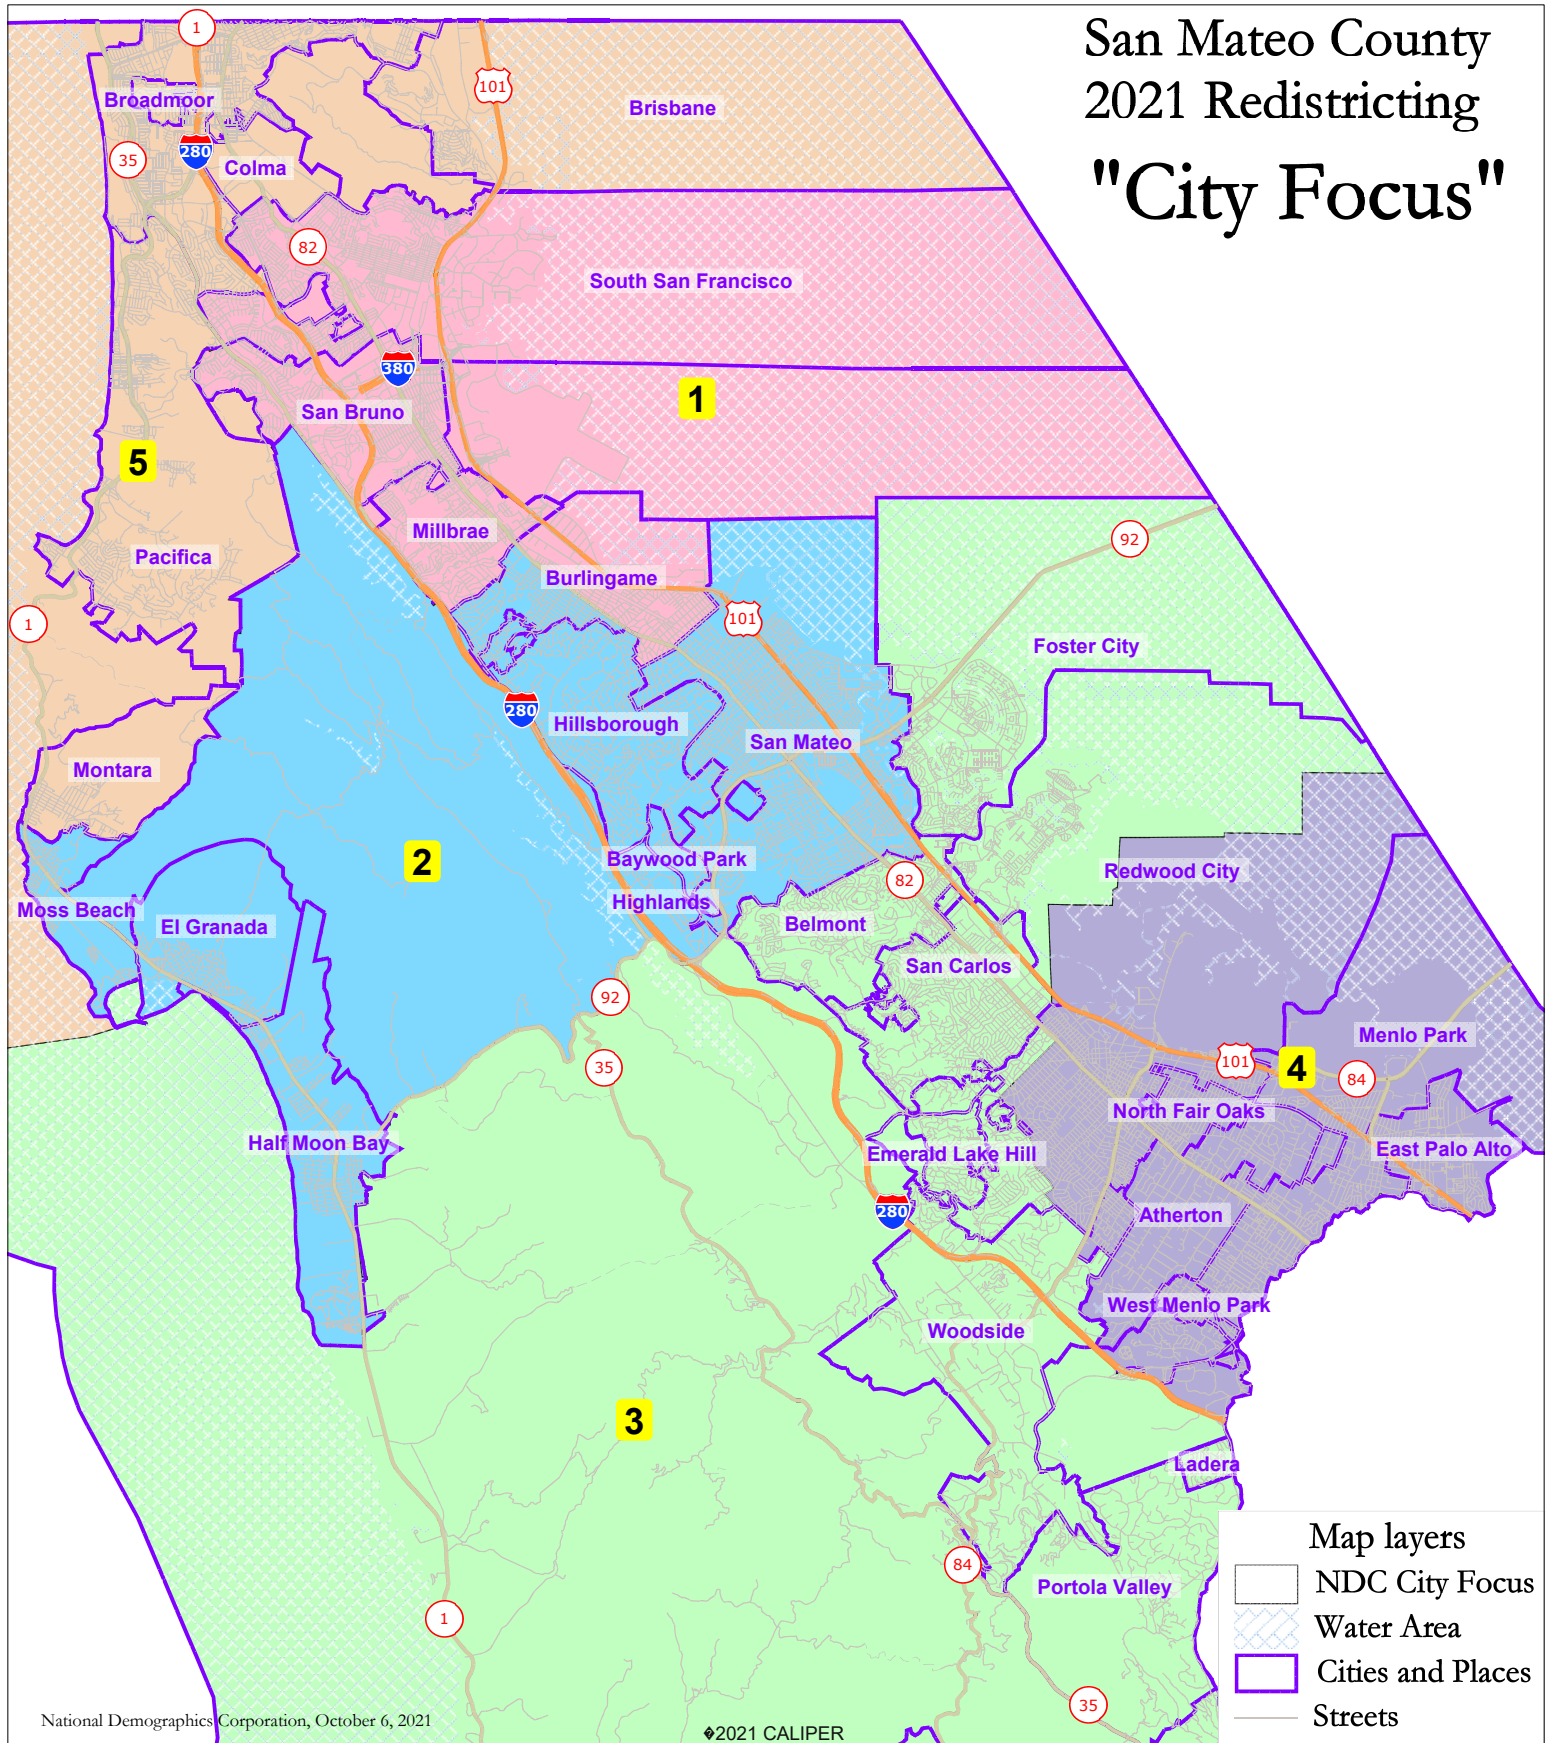 San Mateo County
2021 Redistricting
"City Focus"
1
101
Broadmoor
Brisbane
35
280
Colma
82
South San Francisco
380
1
San Bruno
5
Millbrae
92
Pacifica
Burlingame
1
101
Foster City
280
Hillsborough
San Mateo
Montara
2
Baywood Park
82
Redwood City
Highlands
Moss Beach
El Granada
Belmont
San Carlos
92
Menlo Park
35
101
4
84
North Fair Oaks
Half Moon Bay
Emerald Lake Hill
East Palo Alto
280
Atherton
West Menlo Park
Woodside
3
Ladera
84
Portola Valley
1
35
Map layers
NDC City Focus
Water Area
Cities and Places
Streets
National Demographics Corporation, October 6, 2021
�2021 CALIPER